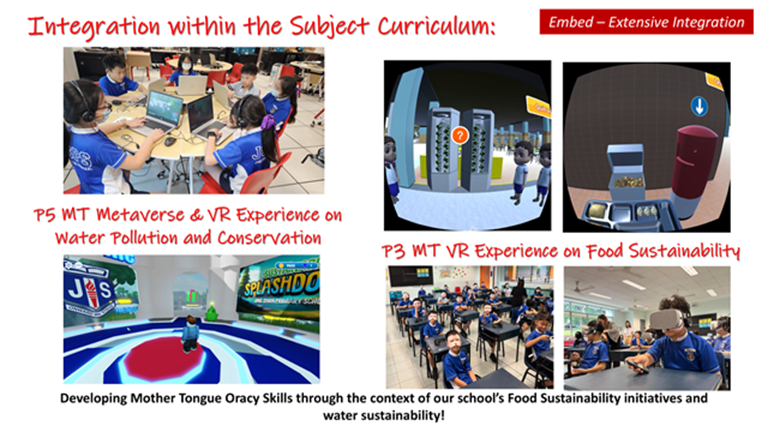 Integration within the Subject Curriculum:
Embed – Extensive Integration
P5 MT Metaverse & VR Experience on
Water Pollution and Conservation
P3 MT VR Experience on Food Sustainability
?
JPS
SPLASHDO
Developing Mother Tongue Oracy Skills through the context of our school's Food Sustainability initiatives and
water sustainability!